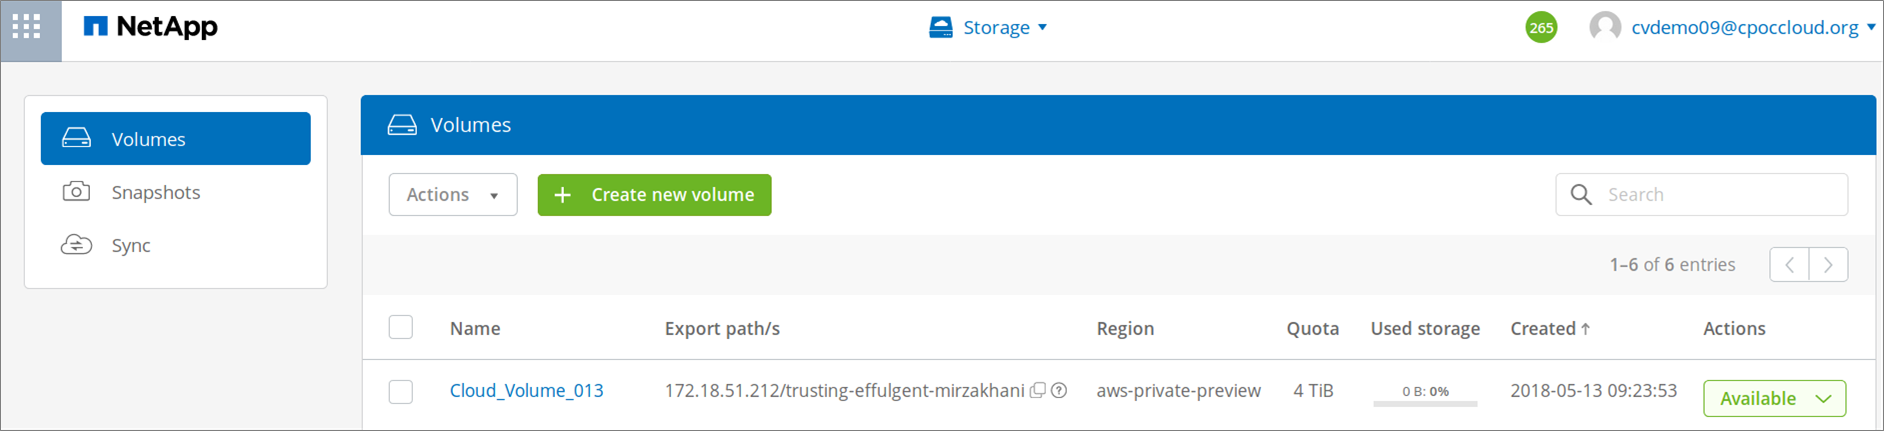 NetApp
Storage
265
cvdemo09@cpoccloud.org
Volumes
Snapshots
Sync
Volumes
Actions
+ Create new volume
Search
1–6 of 6 entries
Name Export path/s Region Quota Used storage Created↑ Actions
Cloud_Volume_013 172.18.51.212/trusting-effulgent-mirzakhani ? aws-private-preview 4 TiB 0 B: 0% 2018-05-13 09:23:53 Available